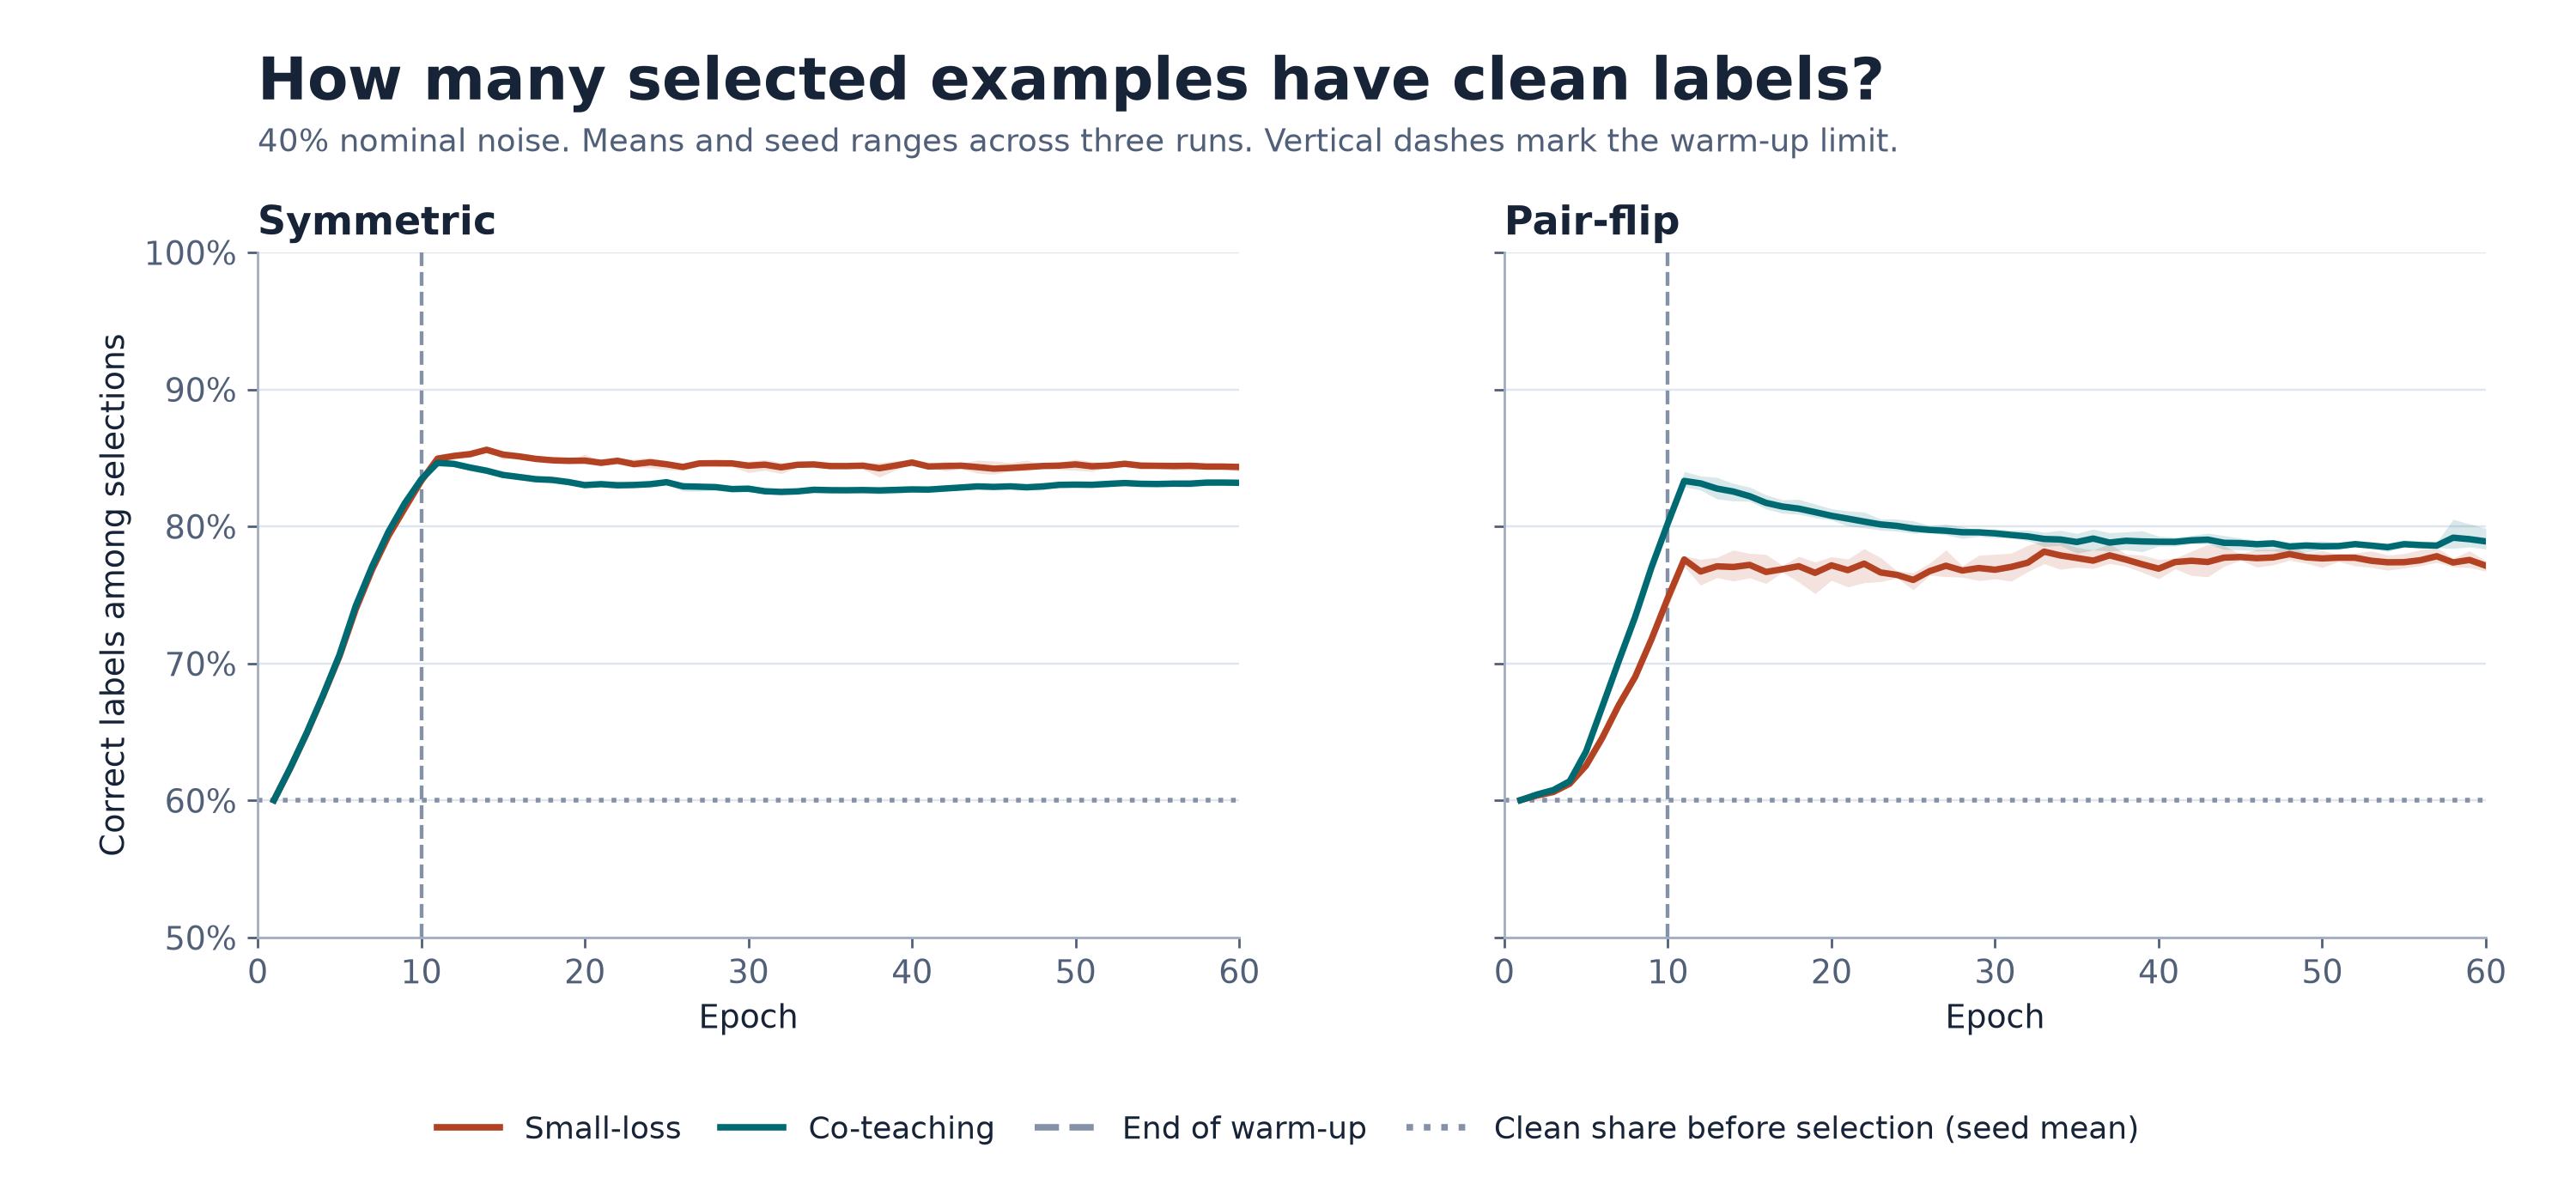 How many selected examples have clean labels?
40% nominal noise. Means and seed ranges across three runs. Vertical dashes mark the warm-up limit.
Symmetric
Correct labels among selections
100%
90%
80%
70%
60%
50%
0 10 20 30 40 50 60
Epoch
Pair-flip
0 10 20 30 40 50 60
Epoch
Small-loss Co-teaching End of warm-up Clean share before selection (seed mean)